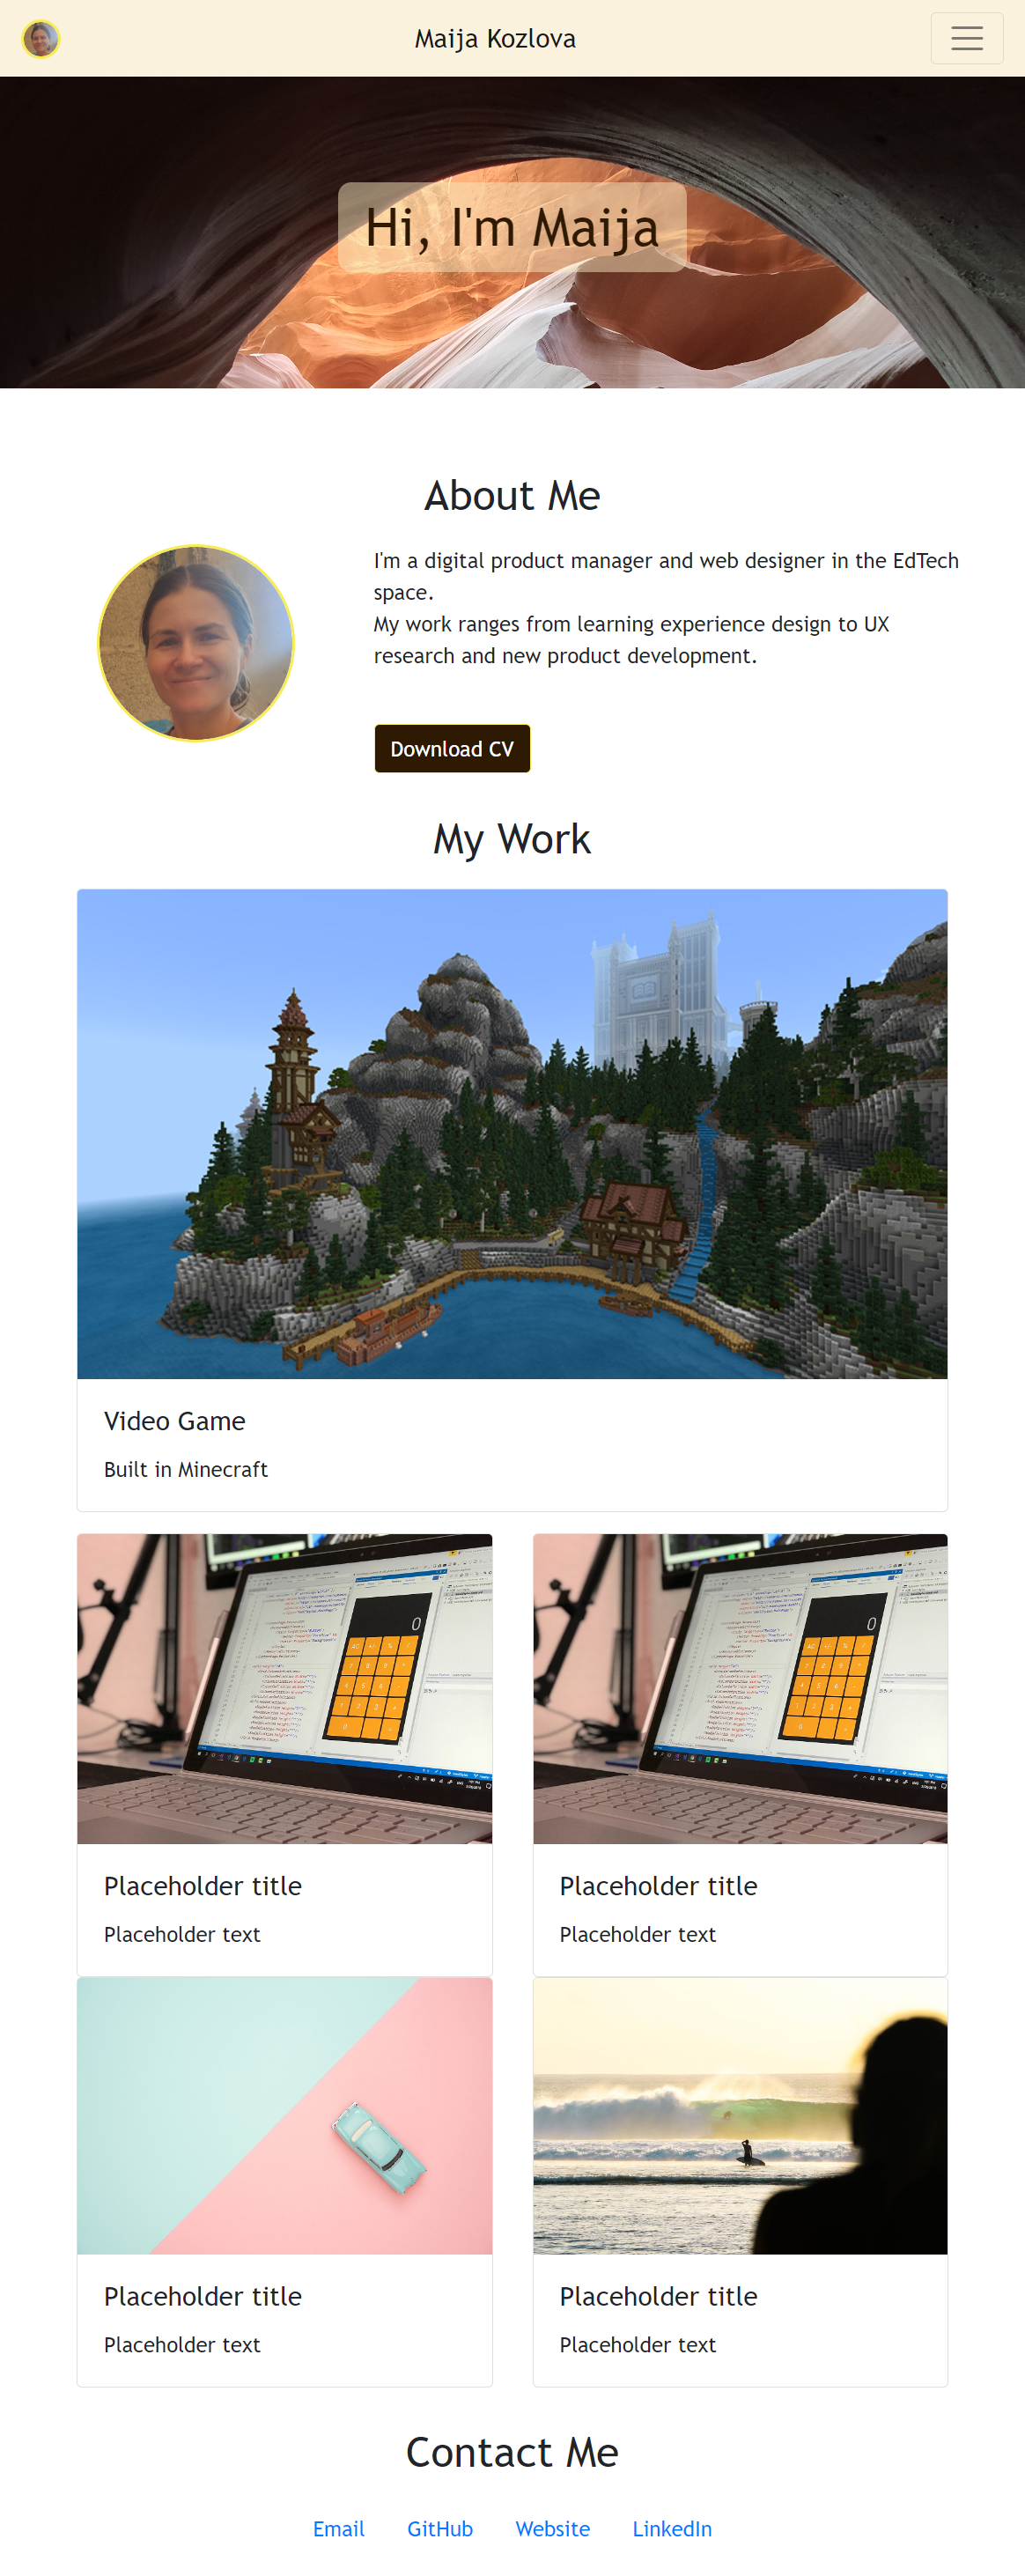 Maija Kozlova
Hi, I'm Maija
About Me
I'm a digital product manager and web designer in the EdTech
space.
My work ranges from learning experience design to UX
research and new product development.
Download CV
My Work
Video Game
Built in Minecraft
0
0
Placeholder title
Placeholder text
Placeholder title
Placeholder text
Placeholder title
Placeholder text
Placeholder title
Placeholder text
Contact Me
Email GitHub Website LinkedIn